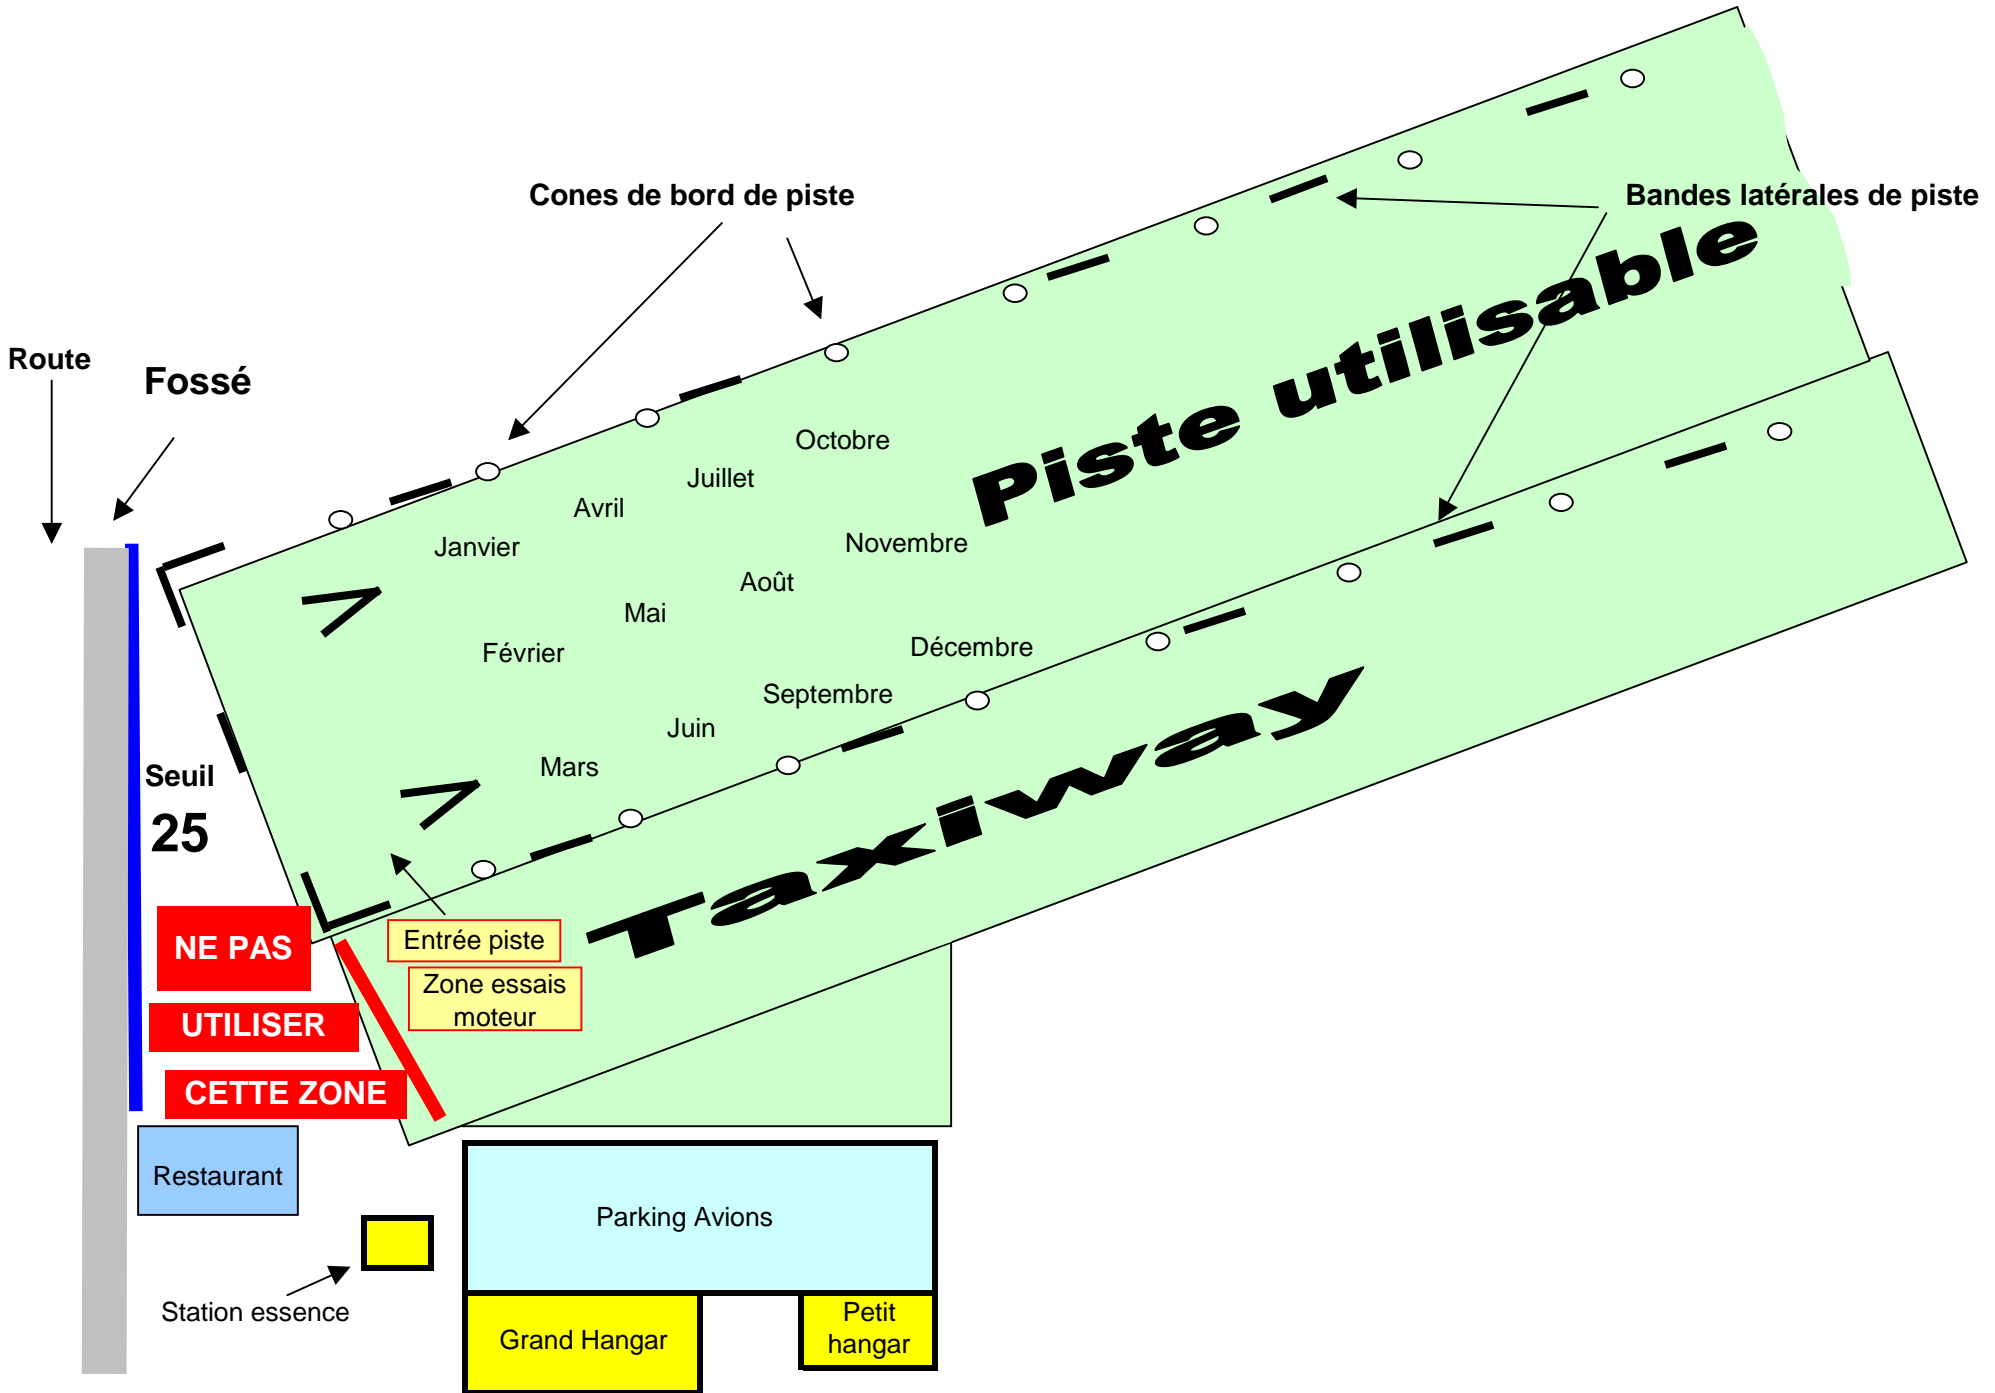 Cones de bord de piste
Bandes latérales de piste
Route
Fossé
Piste utilisable
Octobre
Juillet
Avril
Janvier
Novembre
Août
Mai
Février
Décembre
Septembre
Juin
Mars
Seuil
25
Taxiway
NE PAS
UTILISER
CETTE ZONE
Entrée piste
Zone essais
moteur
Restaurant
Parking Avions
Station essence
Grand Hangar
Petit
hangar